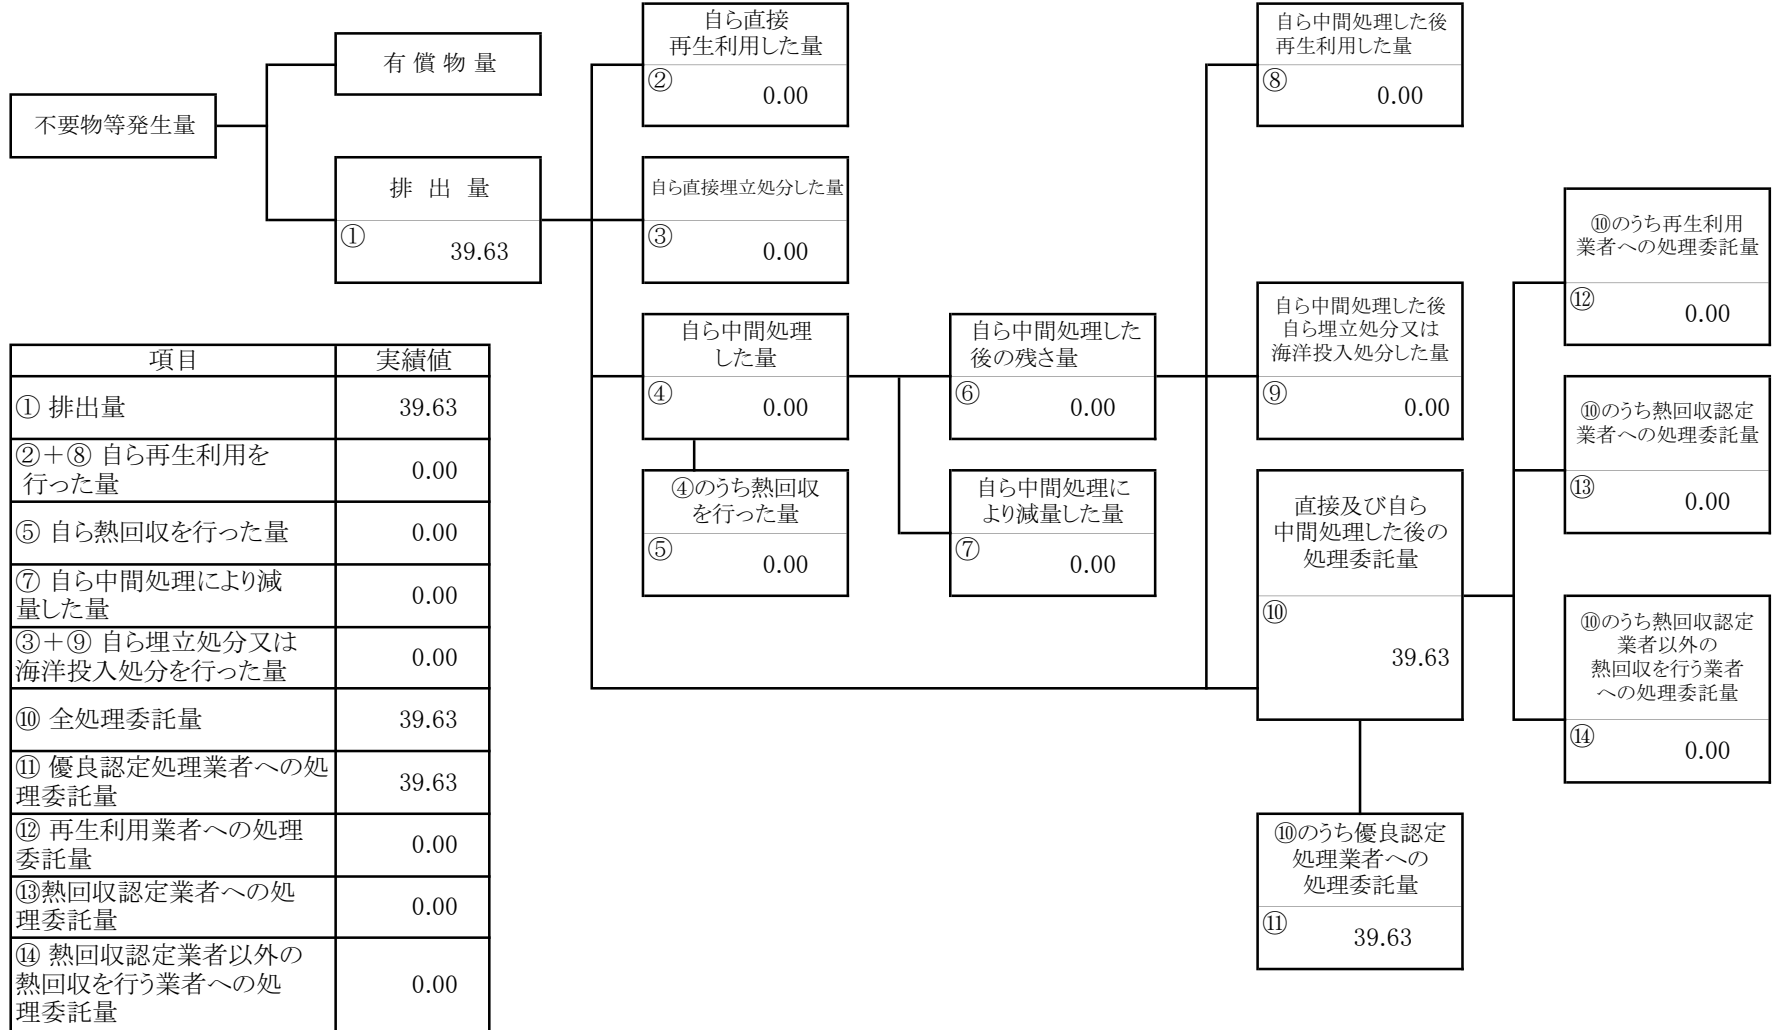 不要物等発生量
有 償 物 量
排 出 量
①
39.63
自ら直接
再生利用した量
②
0.00
自ら直接埋立処分した量
③
0.00
自ら中間処理
した量
④
0.00
④のうち熱回収
を行った量
⑤
0.00
自ら中間処理した
後の残さ量
⑥
0.00
自ら中間処理に
より減量した量
⑦
0.00
自ら中間処理した後
再生利用した量
⑧
0.00
自ら中間処理した後
自ら埋立処分又は
海洋投入処分した量
⑨
0.00
直接及び自ら
中間処理した後の
処理委託量
⑩
39.63
⑩のうち優良認定
処理業者への
処理委託量
⑪
39.63
⑩のうち再生利用
業者への処理委託量
⑫
0.00
⑩のうち熱回収認定
業者への処理委託量
⑬
0.00
⑩のうち熱回収認定
業者以外の
熱回収を行う業者
への処理委託量
⑭
0.00
項目 実績値
① 排出量 39.63
②＋⑧ 自ら再生利用を
行った量 0.00
⑤ 自ら熱回収を行った量 0.00
⑦ 自ら中間処理により減
量した量 0.00
③＋⑨ 自ら埋立処分又は
海洋投入処分を行った量 0.00
⑩ 全処理委託量 39.63
⑪ 優良認定処理業者への処
理委託量 39.63
⑫ 再生利用業者への処理
委託量 0.00
⑬熱回収認定業者への処
理委託量 0.00
⑭ 熱回収認定業者以外の
熱回収を行う業者への処
理委託量 0.00